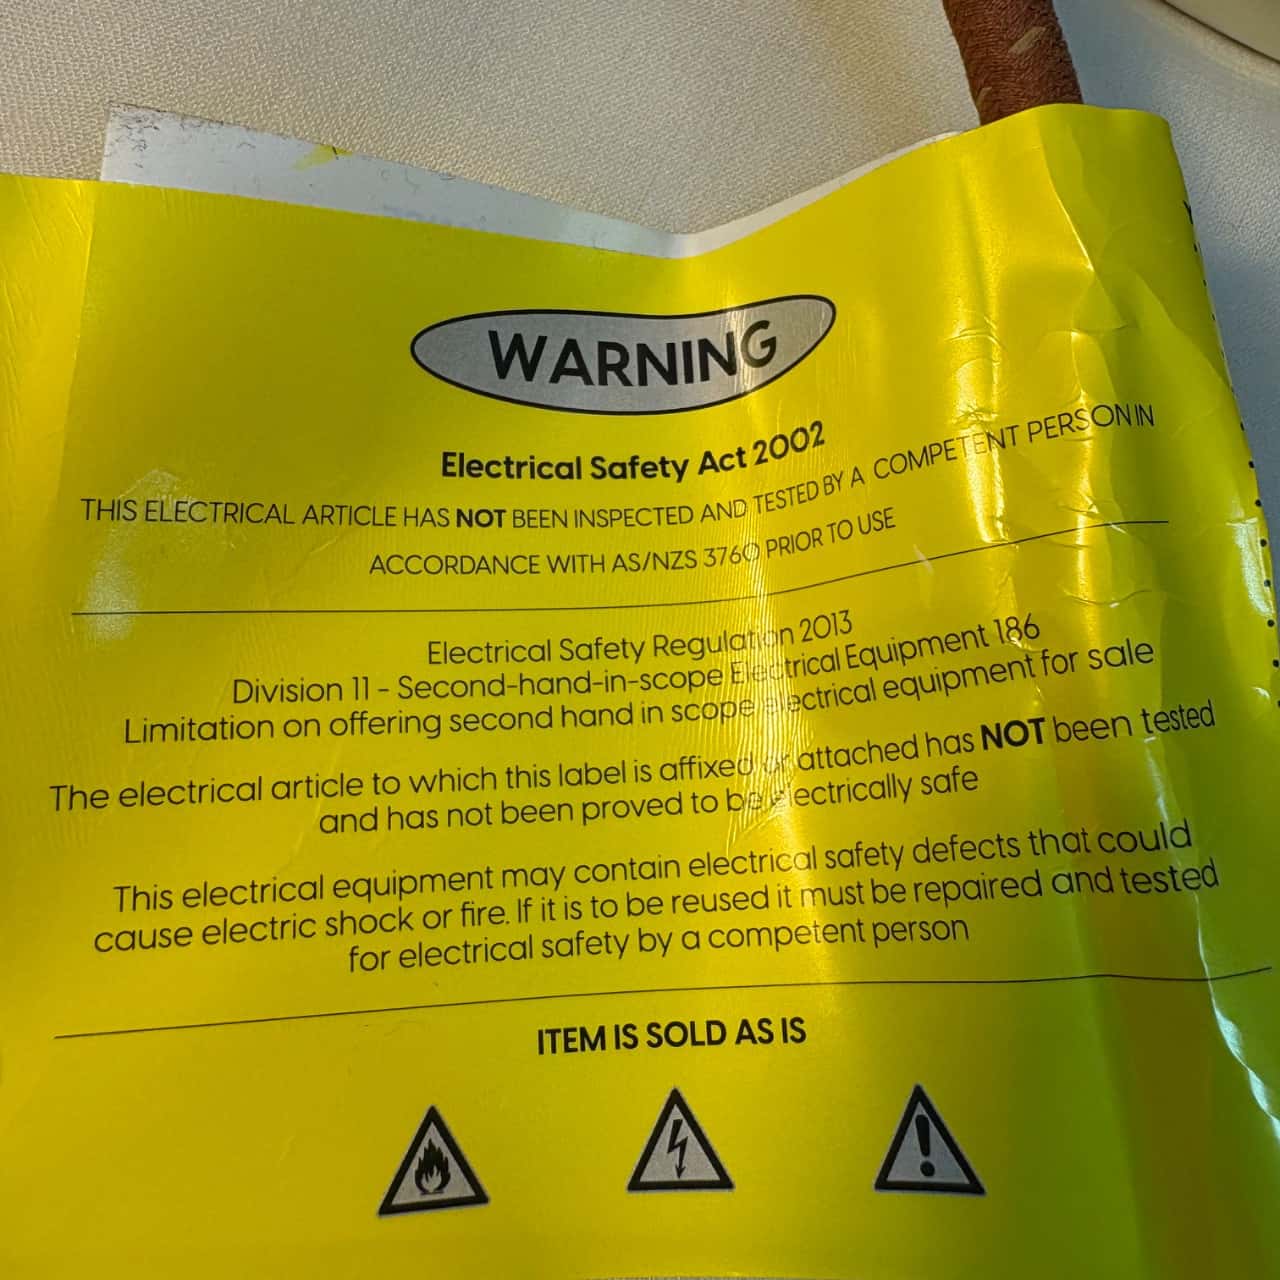 WARNING
Electrical Safety Act 2002
THIS ELECTRICAL ARTICLE HAS NOT BEEN INSPECTED AND TESTED BY A COMPETENT PERSON IN
ACCORDANCE WITH AS/NZS 3760 PRIOR TO USE
Electrical Safety Regulation 2013
Division 11 - Second-hand-in-scope Electrical Equipment 186
Limitation on offering second hand in scope electrical equipment for sale
The electrical article to which this label is affixed or attached has NOT been tested
and has not been proved to be electrically safe
This electrical equipment may contain electrical safety defects that could
cause electric shock or fire. If it is to be reused it must be repaired and tested
for electrical safety by a competent person
ITEM IS SOLD AS IS